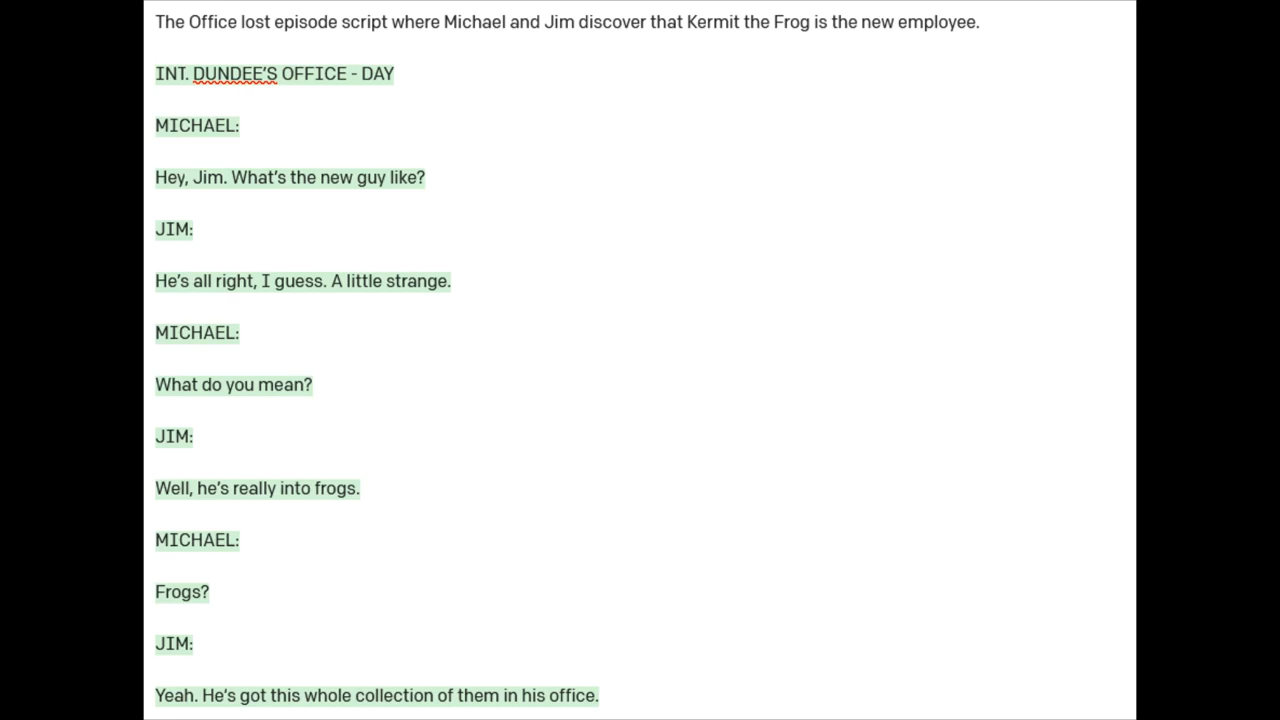 The Office lost episode script where Michael and Jim discover that Kermit the Frog is the new employee.
INT. DUNDEE’S OFFICE - DAY
MICHAEL:
Hey, Jim. What’s the new guy like?
JIM:
He’s all right, I guess. A little strange.
MICHAEL:
What do you mean?
JIM:
Well, he’s really into frogs.
MICHAEL:
Frogs?
JIM:
Yeah. He’s got this whole collection of them in his office.